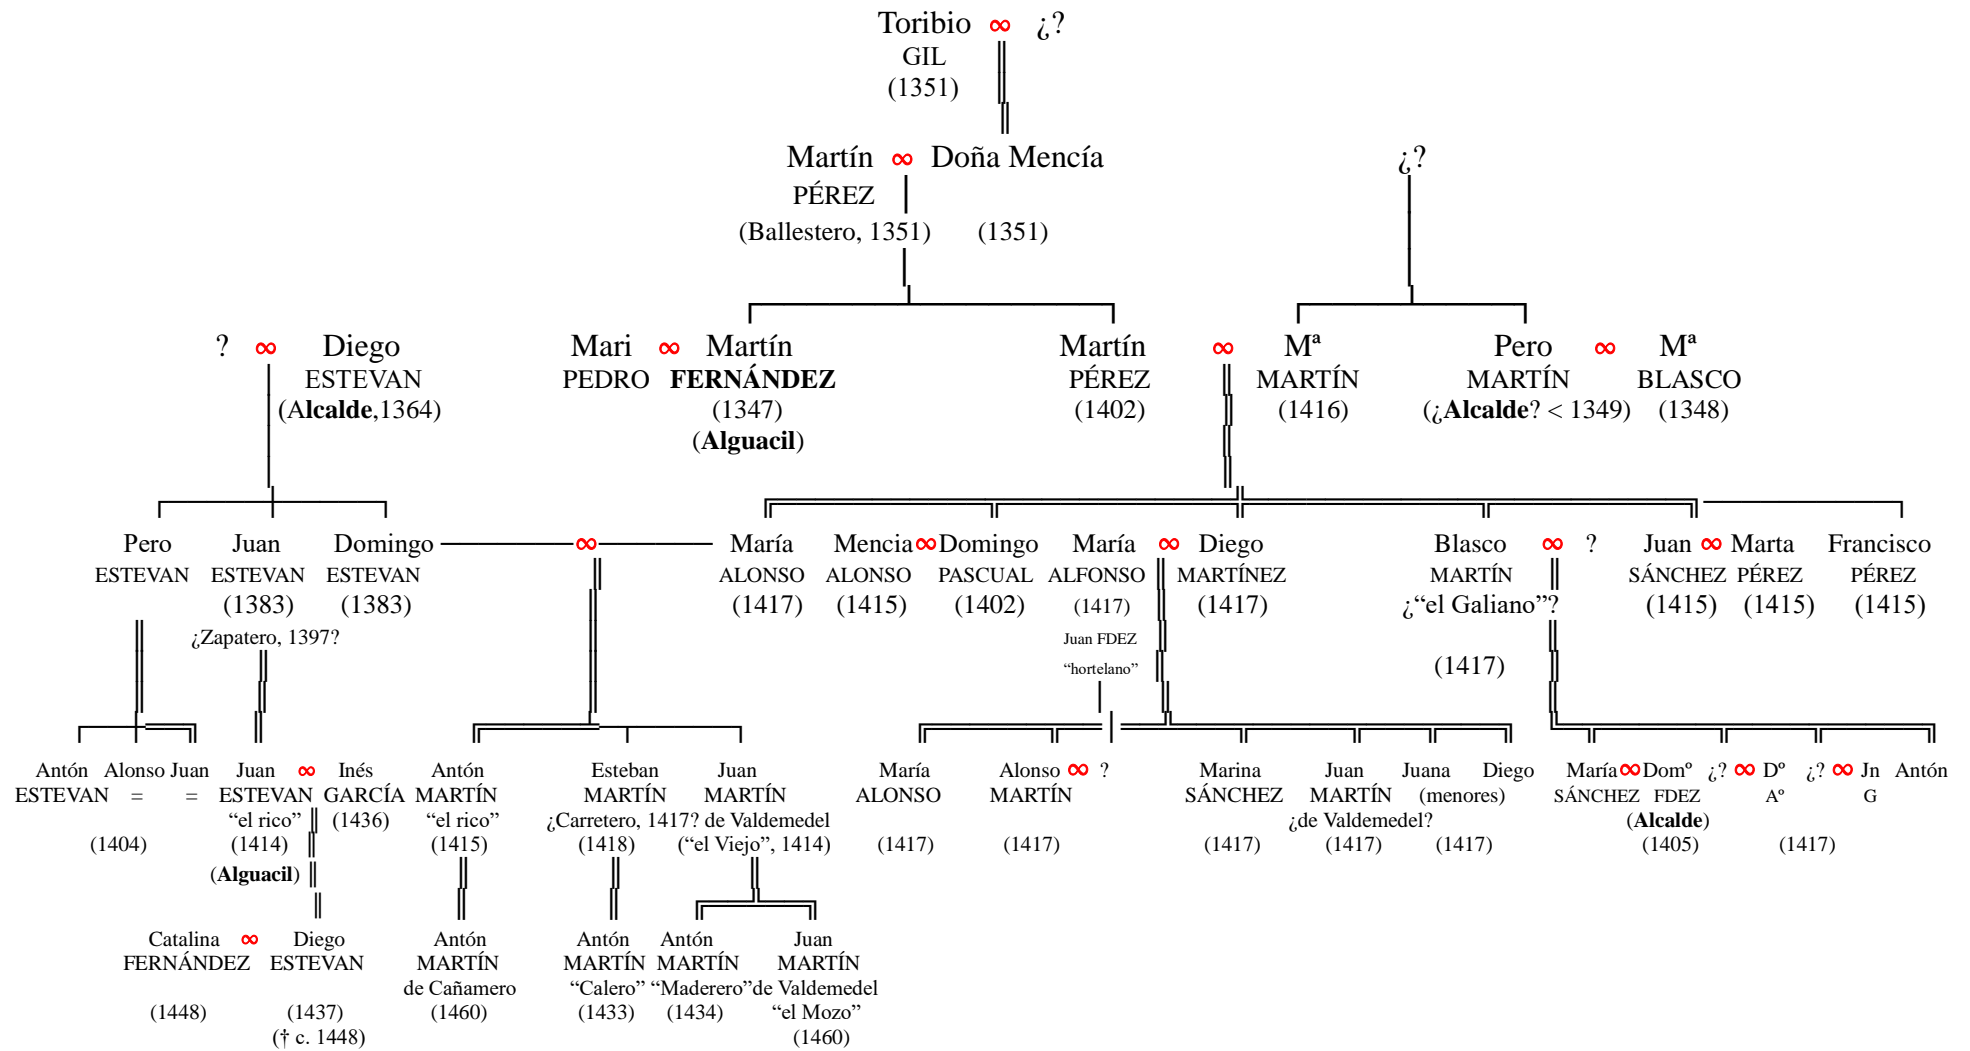 Toribio ∞ ¿?
GIL
(1351)
Martín ∞ Doña Mencía ¿?
PÉREZ
(Ballestero, 1351) (1351)
? ∞ Diego Mari ∞ Martín Martín ∞ Mª Pero ∞ Mª
ESTEVAN PEDRO FERNÁNDEZ PÉREZ MARTÍN MARTÍN BLASCO
(Alcalde,1364) (1347) (1402) (1416) (¿Alcalde? < 1349) (1348)
(Alguacil)
Pero Juan Domingo ∞ María Mencia ∞ Domingo María ∞ Diego Blasco ∞ ? Juan ∞ Marta Francisco
ESTEVAN ESTEVAN ESTEVAN ALONSO ALONSO PASCUAL ALFONSO MARTÍNEZ MARTÍN SÁNCHEZ PÉREZ PÉREZ
(1383) (1383) (1417) (1415) (1402) (1417) (1417) ¿“el Galiano”? (1415) (1415) (1415)
¿Zapatero, 1397? Juan FDEZ
“hortelano” (1417)
Antón Alonso Juan Juan ∞ Inés Antón Esteban Juan María Alonso ∞ ? Marina Juan Juana Diego María ∞ Domº ¿? ∞ Dº ¿? ∞ Jn Antón
ESTEVAN = = ESTEVAN GARCÍA MARTÍN MARTÍN MARTÍN ALONSO MARTÍN SÁNCHEZ MARTÍN (menores) SÁNCHEZ FDEZ Aº G
“el rico” (1436) “el rico” ¿Carretero, 1417? de Valdemedel ¿de Valdemedel? (Alcalde)
(1404) (1414) (1415) (1418) (“el Viejo”, 1414) (1417) (1417) (1417) (1417) (1417) (1405) (1417)
(Alguacil)
Catalina ∞ Diego Antón Antón Antón Juan
FERNÁNDEZ ESTEVAN MARTÍN MARTÍN MARTÍN MARTÍN
de Cañamero “Calero” “Maderero” de Valdemedel
(1448) (1437) (1460) (1433) (1434) “el Mozo”
(† c. 1448) (1460)